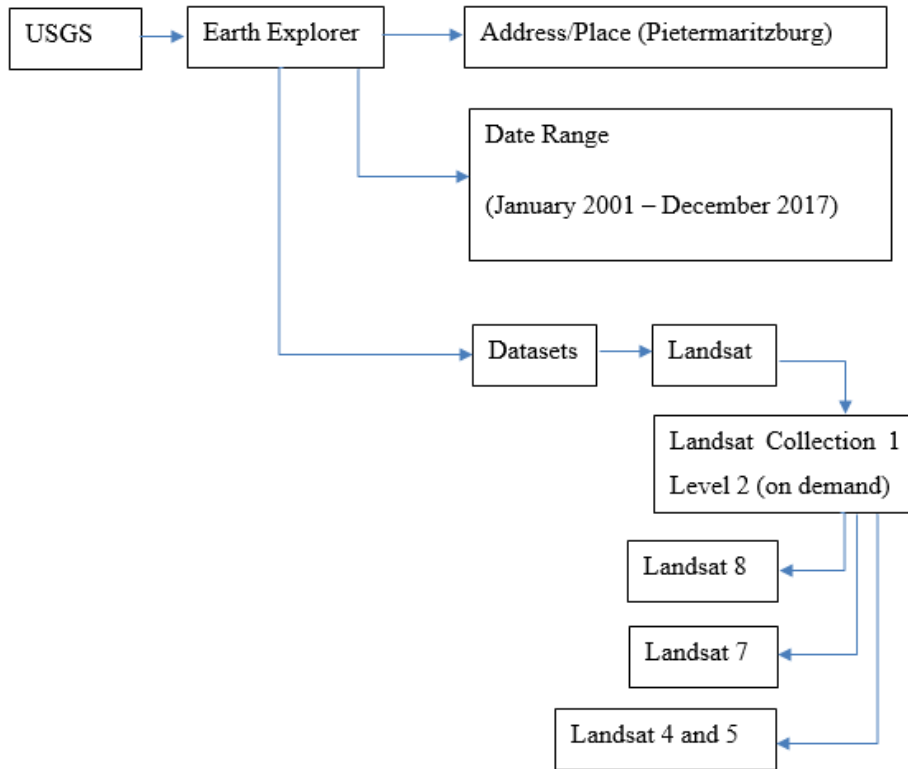 USGS
Earth Explorer
Address/Place (Pietermaritzburg)
Date Range
(January 2001 – December 2017)
Datasets
Landsat
Landsat Collection 1
Level 2 (on demand)
Landsat 8
Landsat 7
Landsat 4 and 5